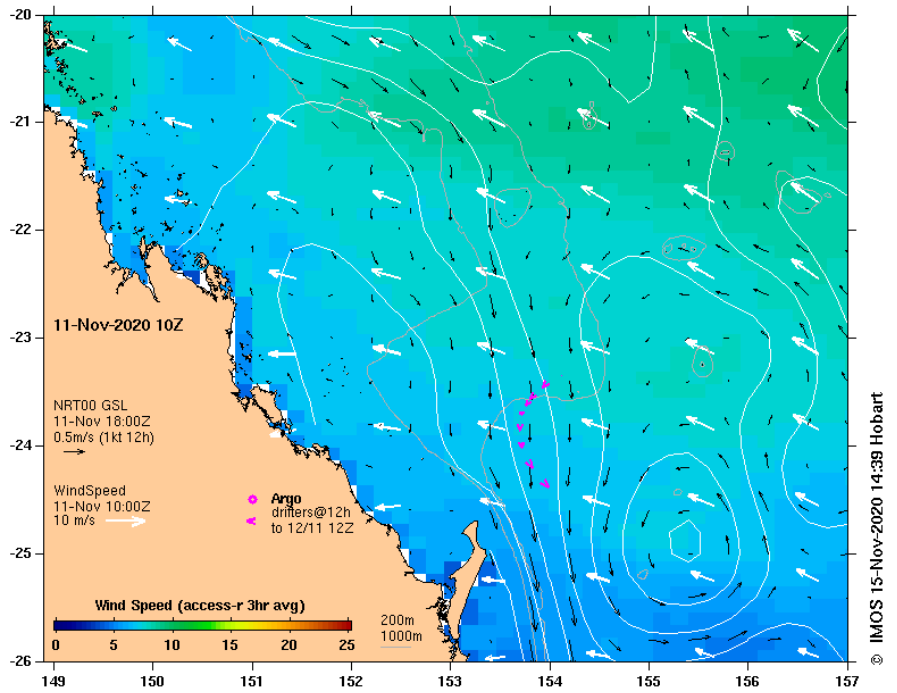 -20
-21
-22
-23
-24
-25
-26
11-Nov-2020 10Z
NRT00 GSL
11-Nov 18:00Z
0.5m/s (1kt 12h)
WindSpeed
11-Nov 10:00Z
10 m/s
Argo
drifters@12h
to 12/11 12Z
Wind Speed (access-r 3hr avg)
0 5 10 15 20 25
200m
1000m
149 150 151 152 153 154 155 156 157
© IMOS 15-Nov-2020 14:39 Hobart